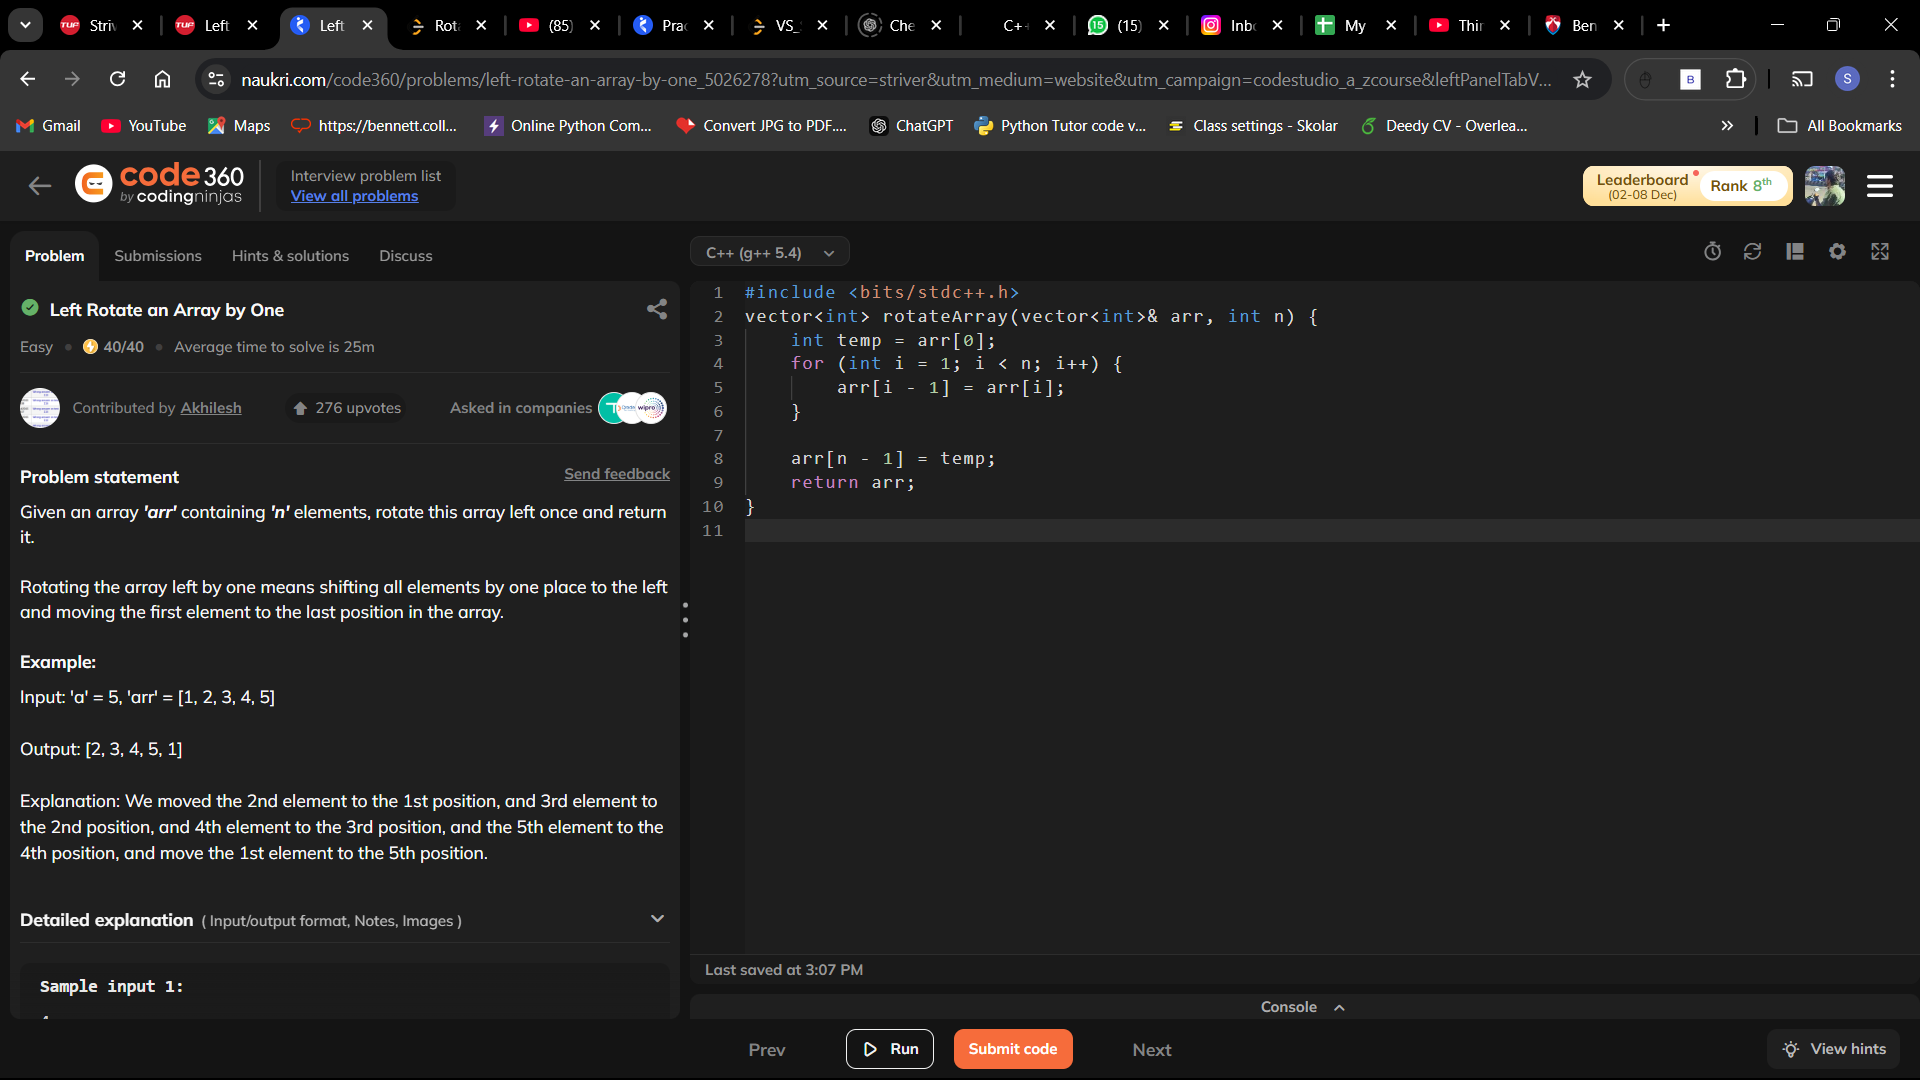 Striv
Left
Left
Rot
(85)
Prac
VS_
Che
C++
(15)
Inbo
My
Thir
Ben
naukri.com/code360/problems/left-rotate-an-array-by-one_5026278?utm_source=striver&utm_medium=website&utm_campaign=codestudio_a_zcourse&leftPanelTabV...
B
S
Gmail
YouTube
Maps
https://bennett.coll...
Online Python Com...
Convert JPG to PDF....
ChatGPT
Python Tutor code v...
Class settings - Skolar
Deedy CV - Overlea...
All Bookmarks
code 360
by codingninjas
Interview problem list
View all problems
Leaderboard
(02-08 Dec)
Rank 8th
Problem
Submissions
Hints & solutions
Discuss
C++ (g++ 5.4)
Left Rotate an Array by One
Easy
40/40
Average time to solve is 25m
Contributed by Akhilesh
276 upvotes
Asked in companies
wipro
Problem statement
Send feedback
Given an array 'arr' containing 'n' elements, rotate this array left once and return
it.
Rotating the array left by one means shifting all elements by one place to the left
and moving the first element to the last position in the array.
Example:
Input: 'a' = 5, 'arr' = [1, 2, 3, 4, 5]
Output: [2, 3, 4, 5, 1]
Explanation: We moved the 2nd element to the 1st position, and 3rd element to
the 2nd position, and 4th element to the 3rd position, and the 5th element to the
4th position, and move the 1st element to the 5th position.
Detailed explanation ( Input/output format, Notes, Images )
Sample input 1:
1 #include <bits/stdc++.h>
2 vector<int> rotateArray(vector<int>& arr, int n) {
3 int temp = arr[0];
4 for (int i = 1; i < n; i++) {
5 arr[i - 1] = arr[i];
6 }
7
8 arr[n - 1] = temp;
9 return arr;
10 }
11
Last saved at 3:07 PM
Console
Prev
Run
Submit code
Next
View hints